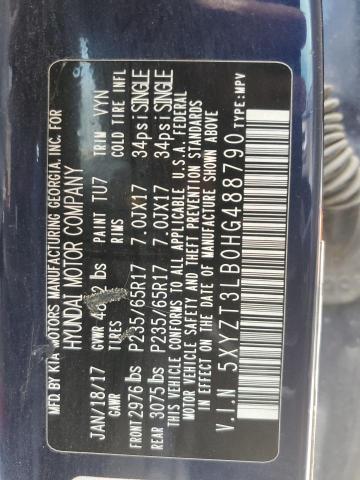 MFD BY KIA MOTORS MANUFACTURING GEORGIA, INC. FOR
HYUNDAI MOTOR COMPANY
JAN/18/17 GVWR lbs PAINT TU7 TRIM VYN
GAWR TIRES RIMS COLD TIRE INFL
FRONT 2976 lbs P235/65R17 7.0JX17 34psi SINGLE
REAR 3075 lbs P235/65R17 7.0JX17 34psi SINGLE
THIS VEHICLE CONFORMS TO ALL APPLICABLE U.S.A. FEDERAL
MOTOR VEHICLE SAFETY AND THEFT PREVENTION STANDARDS
IN EFFECT ON THE DATE OF MANUFACTURE SHOWN ABOVE.
V.I.N 5XYZT3LB0HG488790 TYPE:MPV